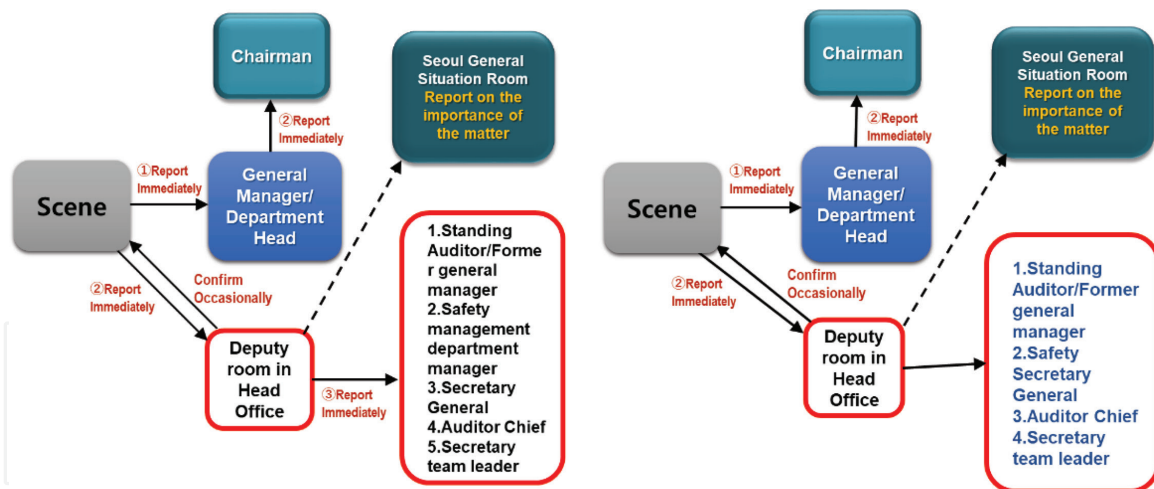 Chairman
Seoul General
Situation Room
Report on the
importance of
the matter
②Report
Immediately
①Report
Immediately
General
Manager/
Department
Head
Scene
②Report
Immediately
Confirm
Occasionally
Deputy
room in
Head
Office
③Report
Immediately
1.Standing
Auditor/Forme
r general
manager
2.Safety
management
department
manager
3.Secretary
General
4.Auditor Chief
5.Secretary
team leader
Chairman
Seoul General
Situation Room
Report on the
importance of
the matter
②Report
Immediately
①Report
Immediately
General
Manager/
Department
Head
Scene
②Report
Immediately
Confirm
Occasionally
Deputy
room in
Head
Office
1.Standing
Auditor/Former
general
manager
2.Safety
Secretary
General
3.Auditor Chief
4.Secretary
team leader